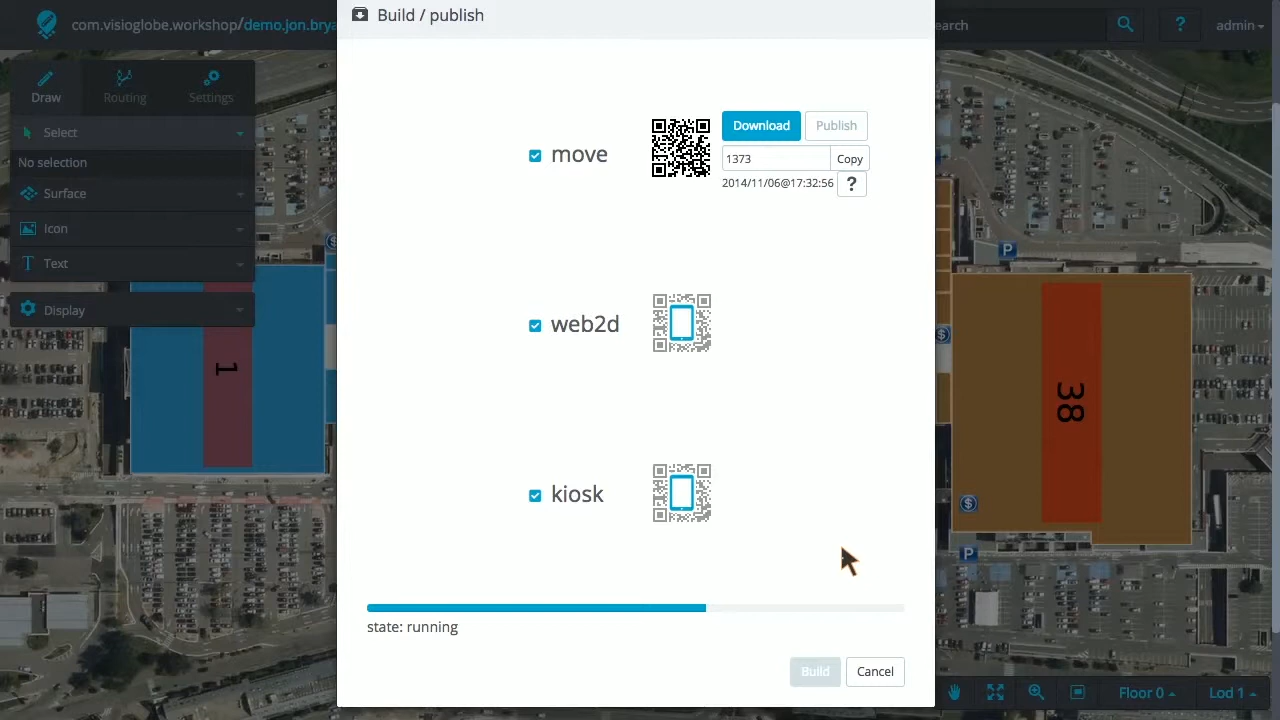 Build / publish
com.visioglobe.workshop/demo.jon.brya
earch
?
admin
Draw
Routing
Settings
Select
No selection
Surface
Icon
Text
Display
move
Download
Publish
1373
Copy
2014/11/06@17:32:56
?
web2d
kiosk
state: running
Build
Cancel
1
38
P
P
$
$
$
Floor 0
Lod 1